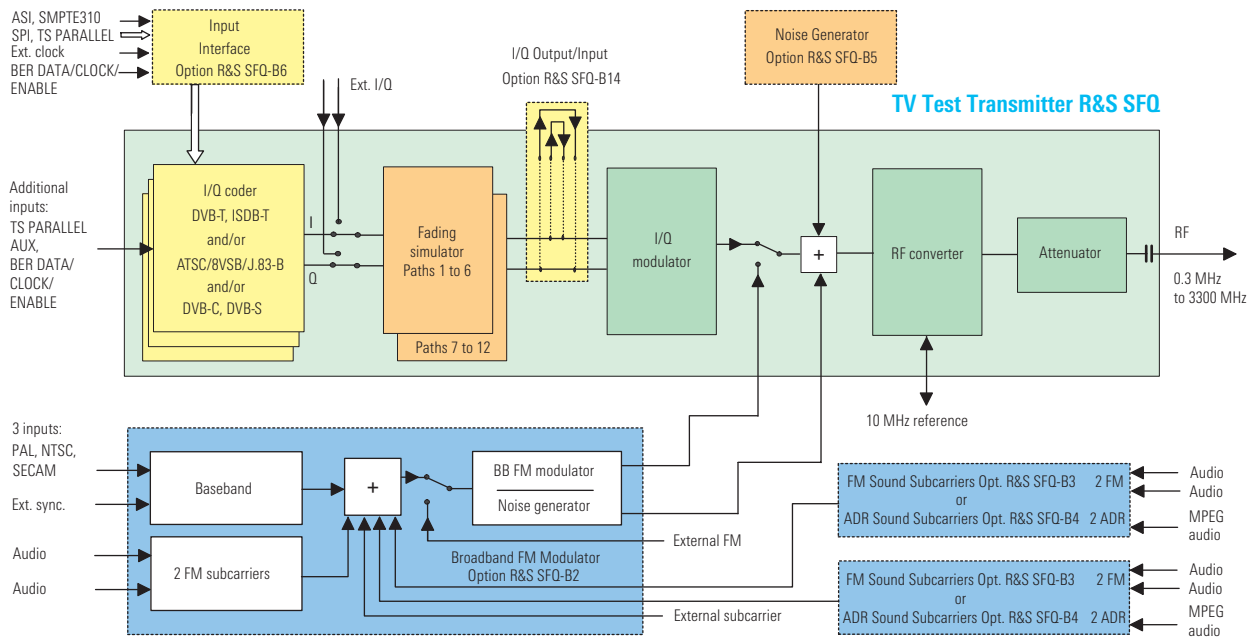 ASI, SMPTE310
SPI, TS PARALLEL
Ext. clock
BER DATA/CLOCK/
ENABLE
Input
Interface
Option R&S SFQ-B6
Ext. I/Q
I/Q Output/Input
Option R&S SFQ-B14
Noise Generator
Option R&S SFQ-B5
TV Test Transmitter R&S SFQ
Additional
inputs:
TS PARALLEL
AUX,
BER DATA/
CLOCK/
ENABLE
I/Q coder
DVB-T, ISDB-T
and/or
ATSC/8VSB/J.83-B
and/or
DVB-C, DVB-S
I
Q
Fading
simulator
Paths 1 to 6
Paths 7 to 12
I/Q
modulator
+
RF converter
Attenuator
RF
0.3 MHz
to 3300 MHz
10 MHz reference
3 inputs:
PAL, NTSC,
SECAM
Ext. sync.
Audio
Audio
Baseband
2 FM subcarriers
+
BB FM modulator
Noise generator
External FM
Broadband FM Modulator
Option R&S SFQ-B2
External subcarrier
FM Sound Subcarriers Opt. R&S SFQ-B3 2 FM
or
ADR Sound Subcarriers Opt. R&S SFQ-B4 2 ADR
Audio
Audio
MPEG
audio
FM Sound Subcarriers Opt. R&S SFQ-B3 2 FM
or
ADR Sound Subcarriers Opt. R&S SFQ-B4 2 ADR
Audio
Audio
MPEG
audio